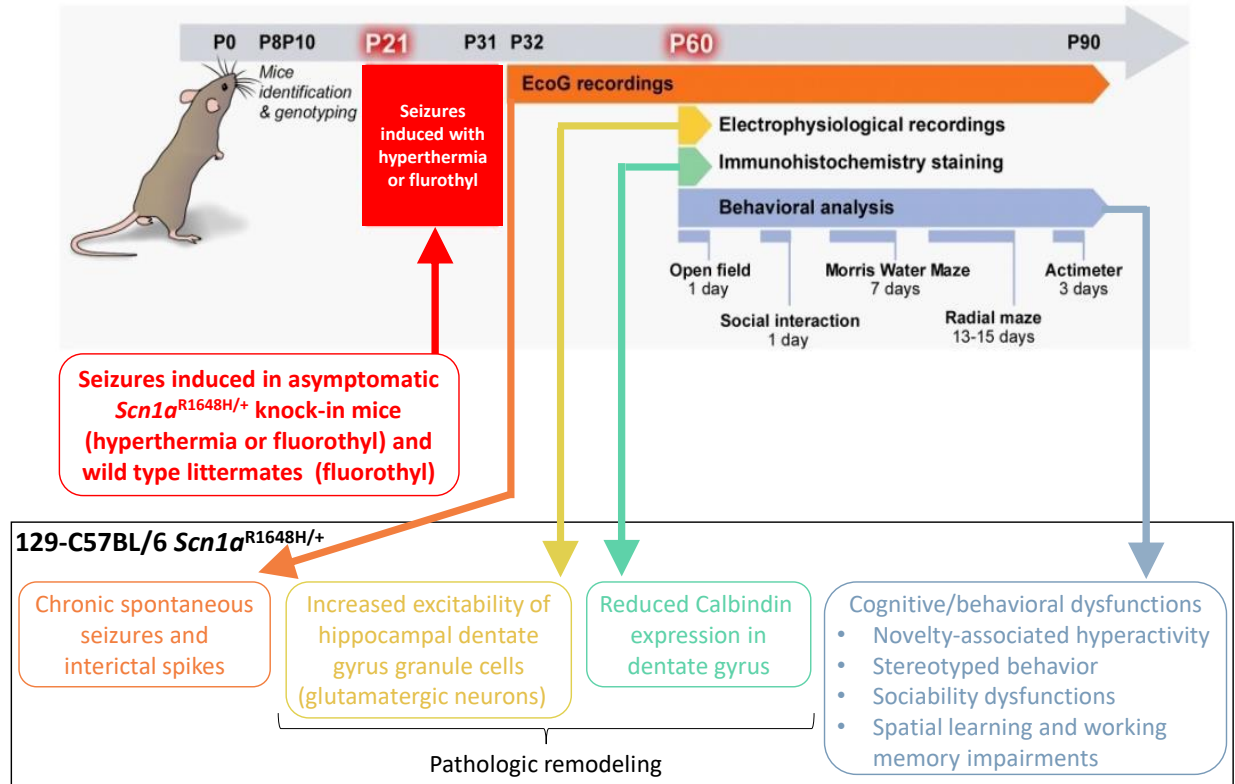 P0 P8P10 P21 P31 P32 P60 P90
Mice
identification
& genotyping
Seizures
induced with
hyperthermia
or flurothyl
EcoG recordings
Electrophysiological recordings
Immunohistochemistry staining
Behavioral analysis
Open field
1 day
Social interaction
1 day
Morris Water Maze
7 days
Radial maze
13-15 days
Actimeter
3 days
Seizures induced in asymptomatic
Scn1aR1648H/+ knock-in mice
(hyperthermia or fluorothyl) and
wild type littermates (fluorothyl)
129-C57BL/6 Scn1aR1648H/+
Chronic spontaneous
seizures and
interictal spikes
Increased excitability of
hippocampal dentate
gyrus granule cells
(glutamatergic neurons)
Reduced Calbindin
expression in
dentate gyrus
Cognitive/behavioral dysfunctions
• Novelty-associated hyperactivity
• Stereotyped behavior
• Sociability dysfunctions
• Spatial learning and working
memory impairments
Pathologic remodeling